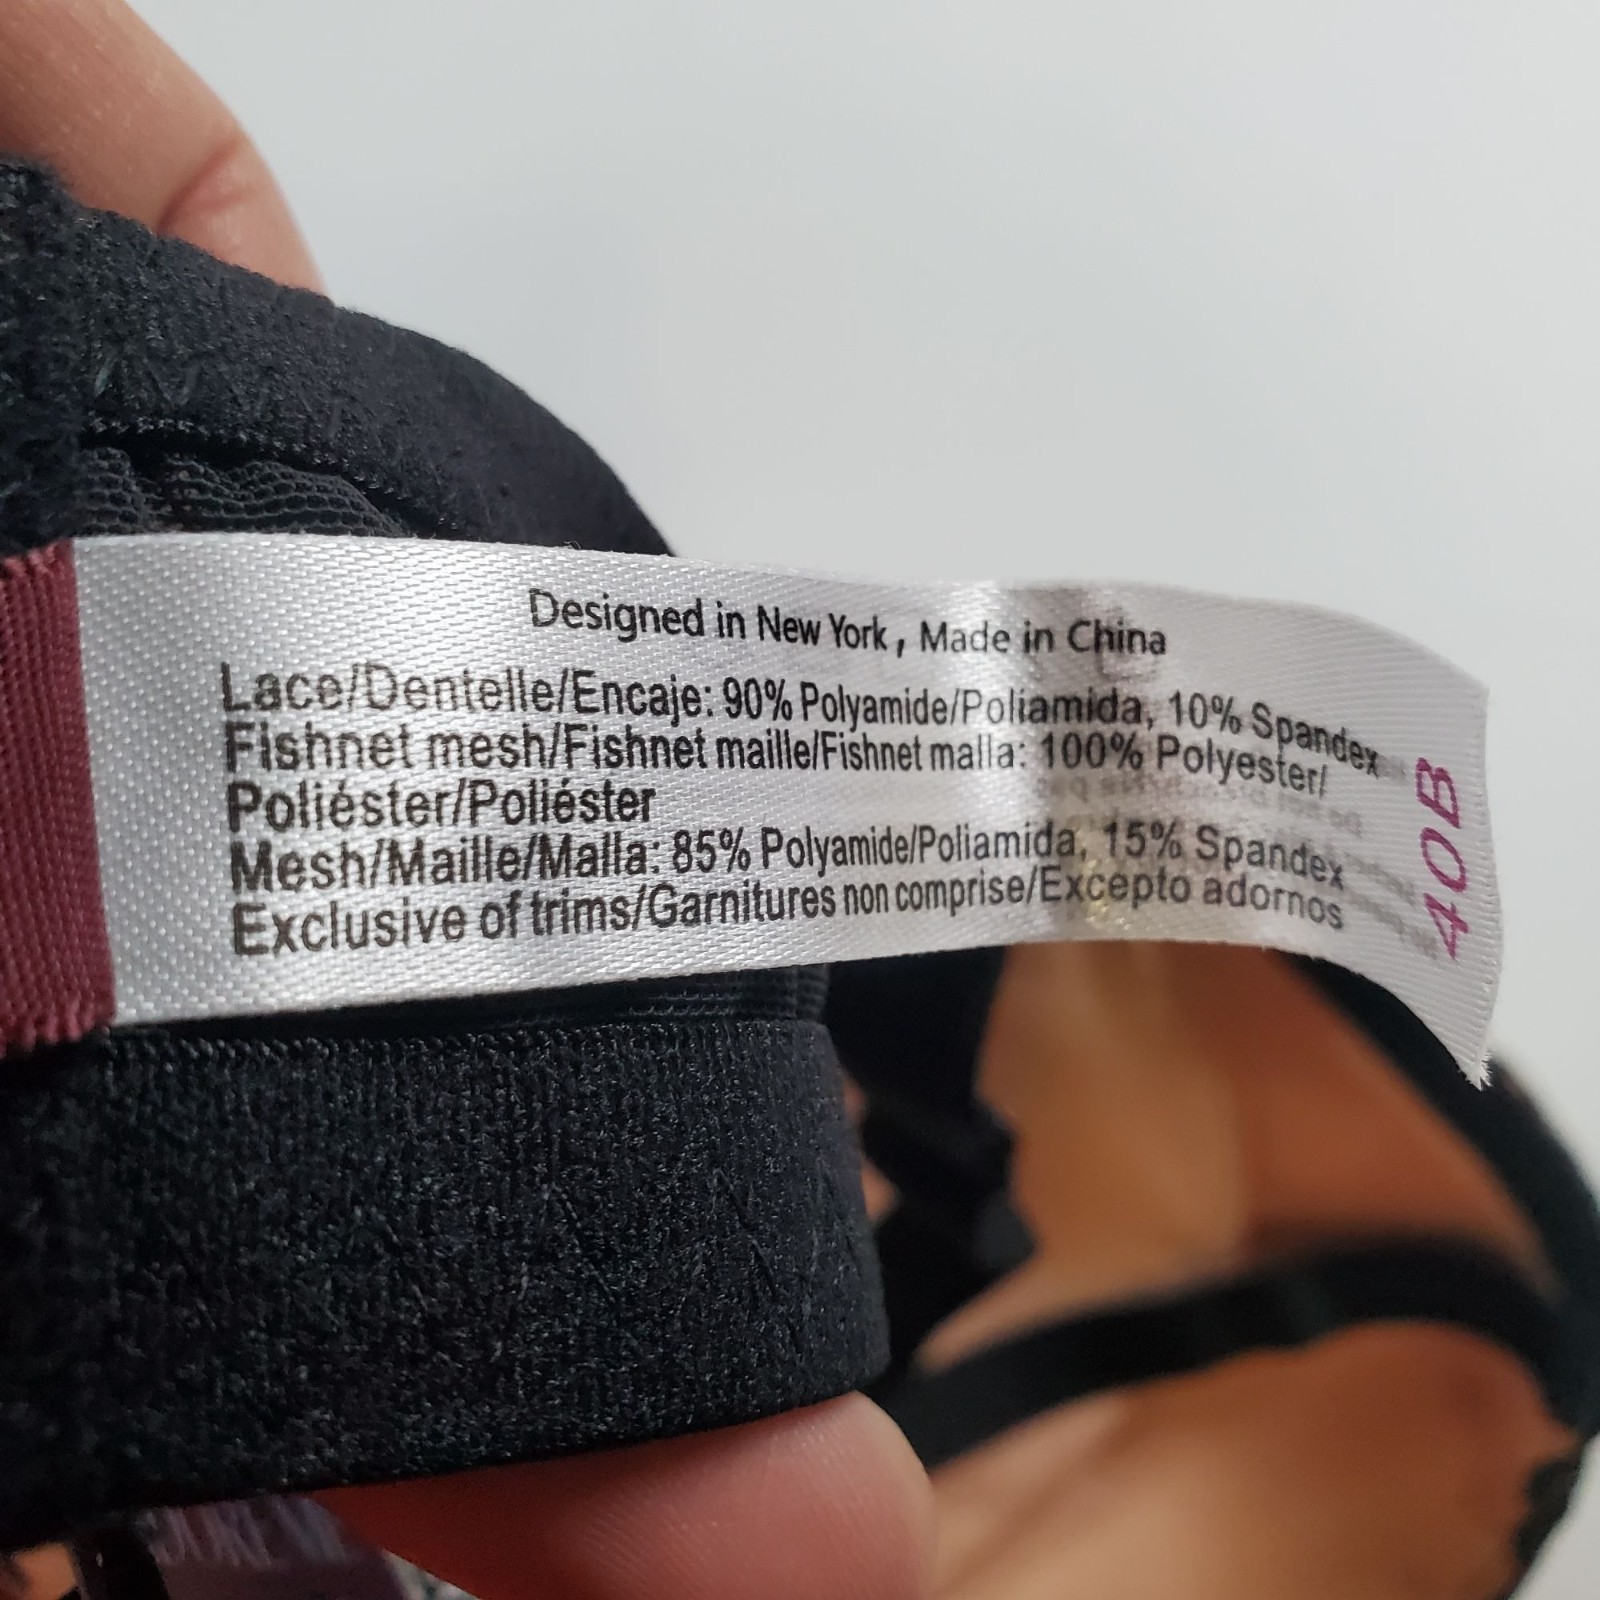 Designed in New York, Made in China
Lace/Dentelle/Encaje: 90% Polyamide/Poliamida, 10% Spandex
Fishnet mesh/Fishnet maille/Fishnet malla: 100% Polyester/
Poliéster/Poliéster
Mesh/Maille/Malla: 85% Polyamide/Poliamida, 15% Spandex
Exclusive of trims/Garnitures non comprise/Excepto adornos
40B